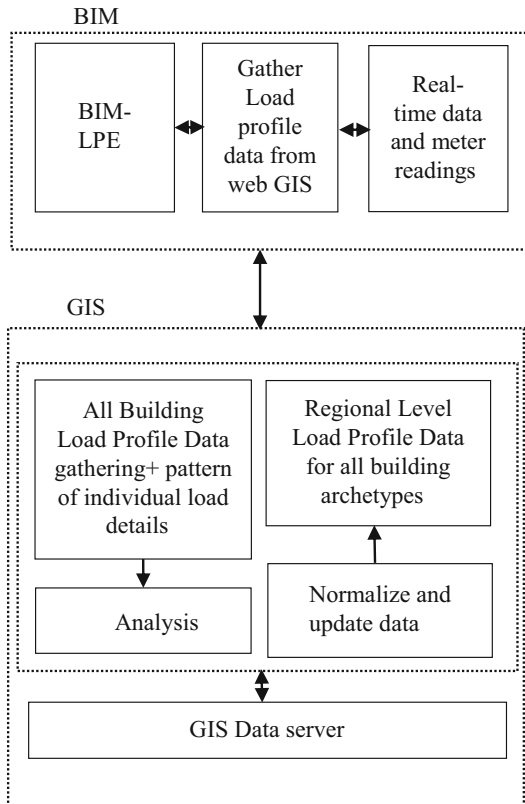 BIM
BIM-
LPE
Gather
Load
profile
data from
web GIS
Real-
time data
and meter
readings
GIS
All Building
Load Profile Data
gathering+ pattern
of individual load
details
Regional Level
Load Profile Data
for all building
archetypes
Analysis
Normalize and
update data
GIS Data server